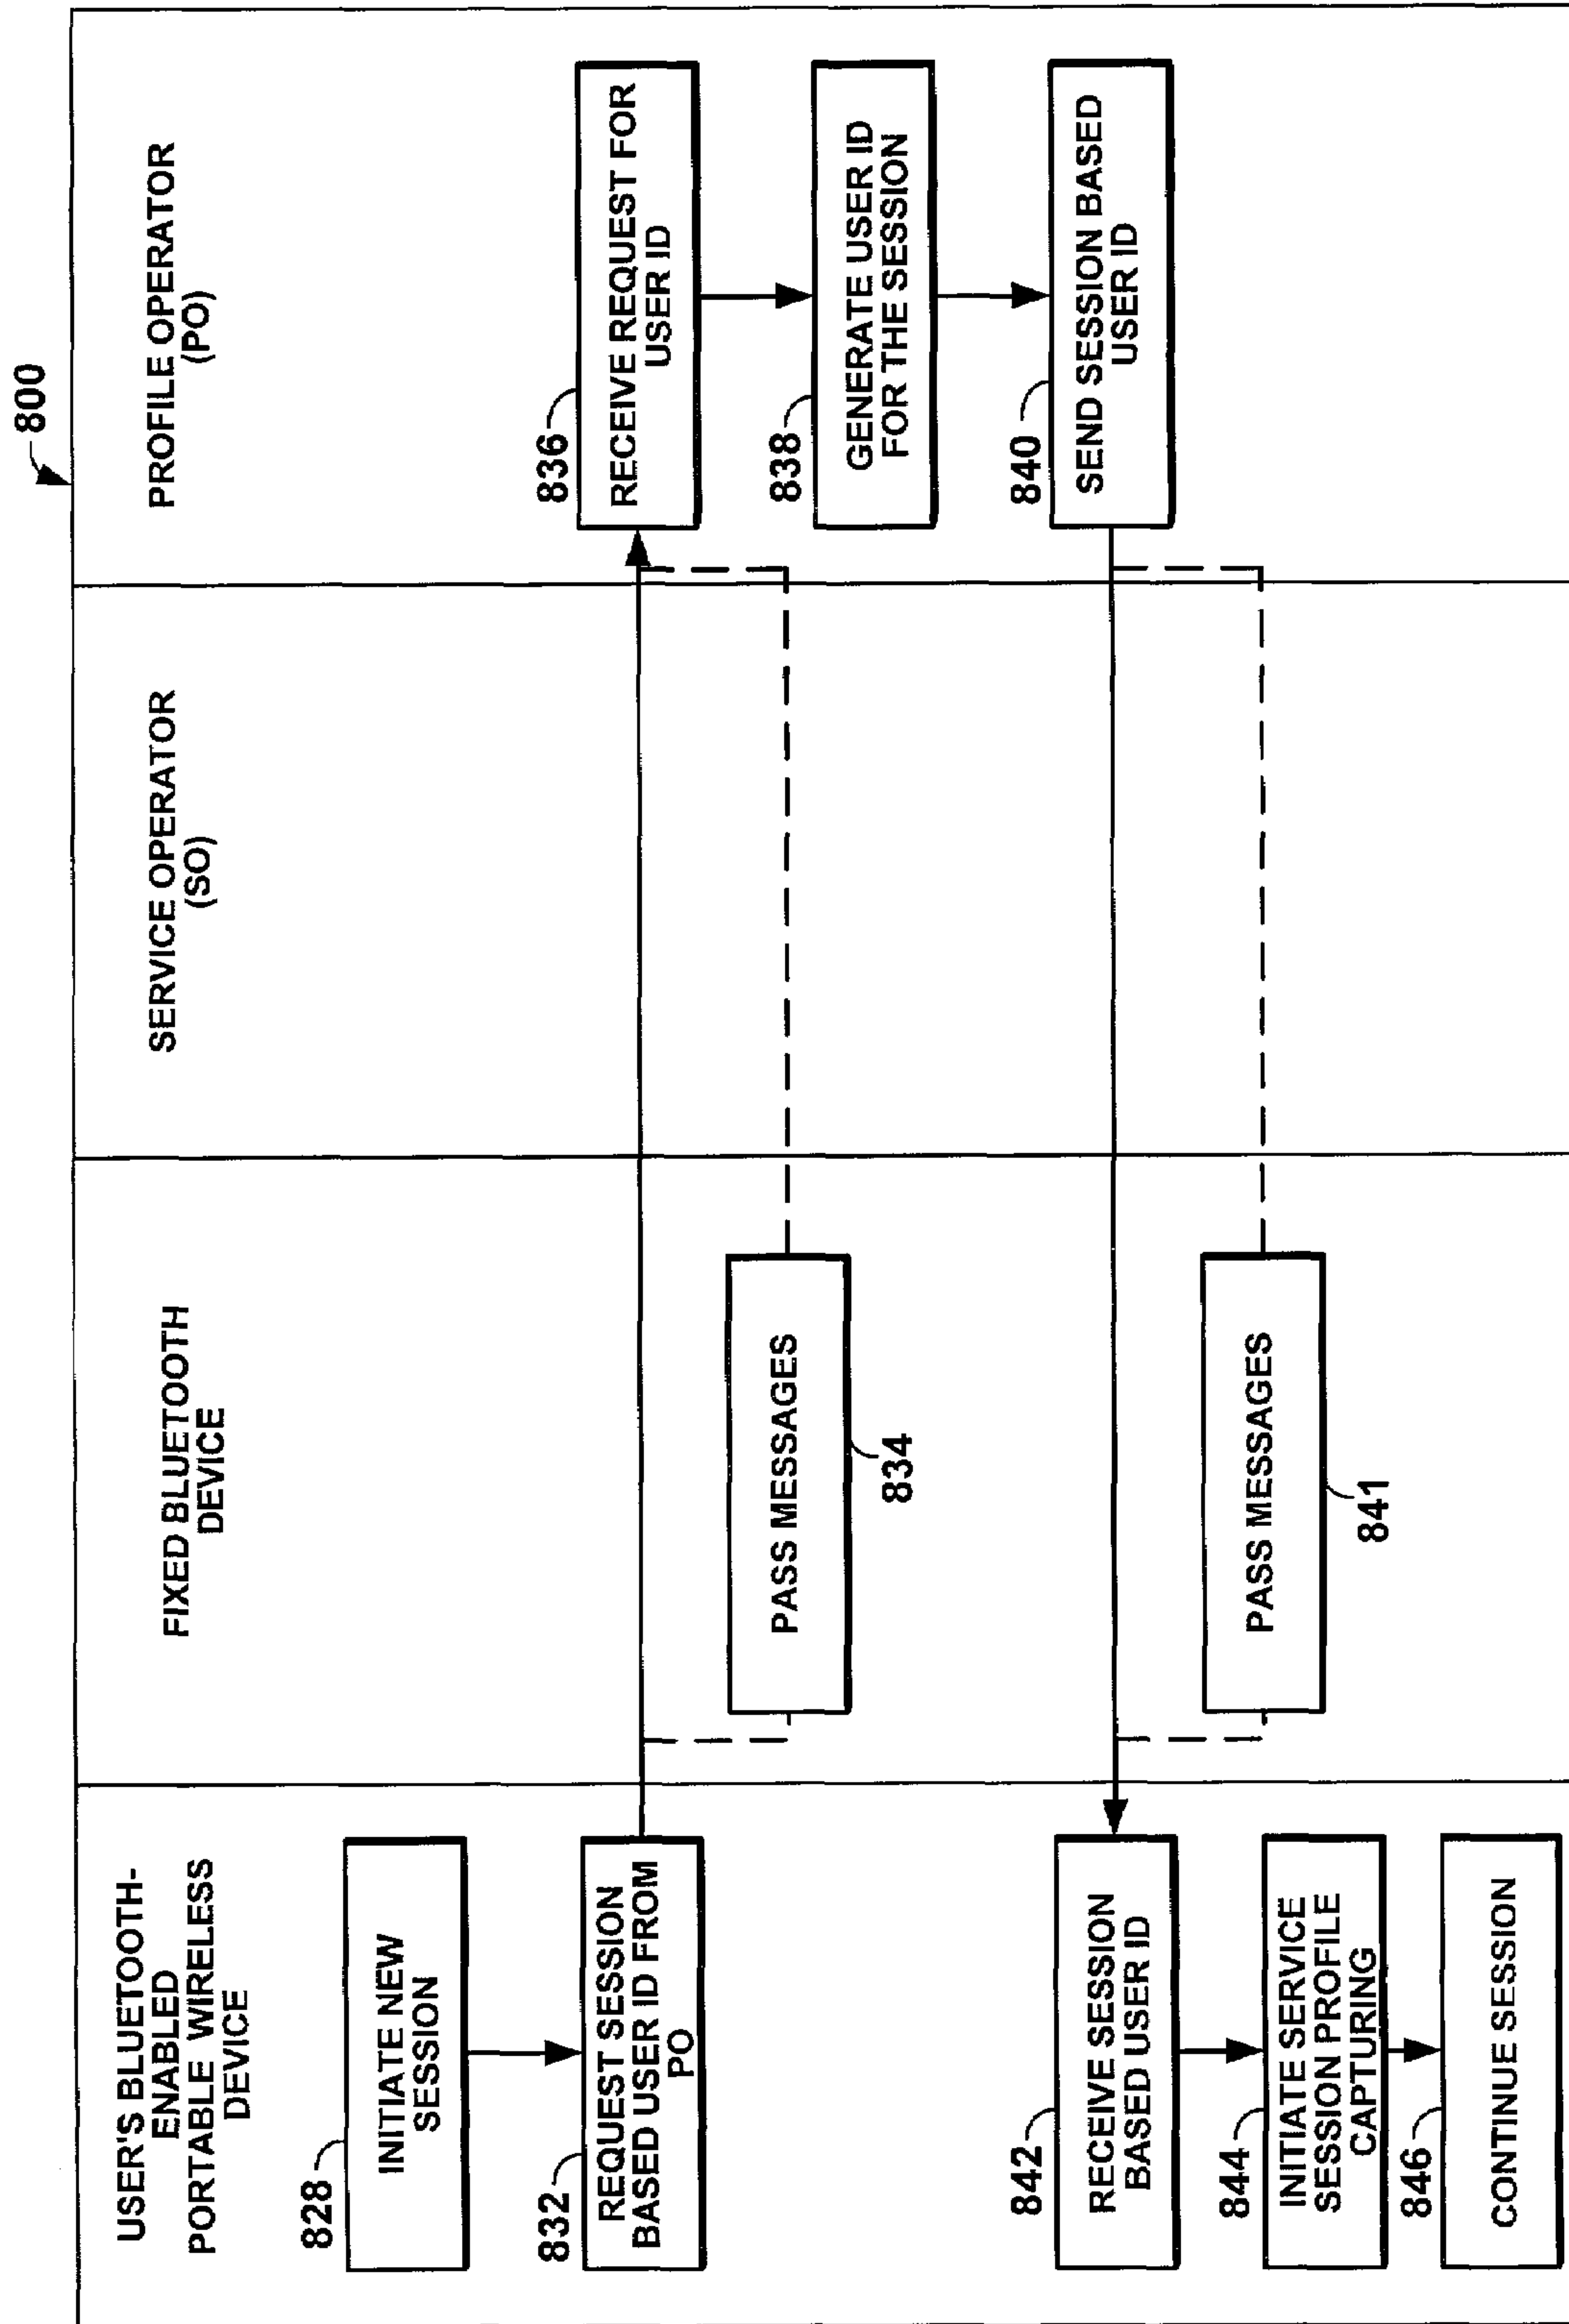 800
USER'S BLUETOOTH-
ENABLED
PORTABLE WIRELESS
DEVICE
FIXED BLUETOOTH
DEVICE
SERVICE OPERATOR
(SO)
PROFILE OPERATOR
(PO)
828
INITIATE NEW
SESSION
832
REQUEST SESSION
BASED USER ID FROM
PO
PASS MESSAGES
834
836
RECEIVE REQUEST FOR
USER ID
838
GENERATE USER ID
FOR THE SESSION
840
SEND SESSION BASED
USER ID
PASS MESSAGES
841
842
RECEIVE SESSION
BASED USER ID
844
INITIATE SERVICE
SESSION PROFILE
CAPTURING
846
CONTINUE SESSION